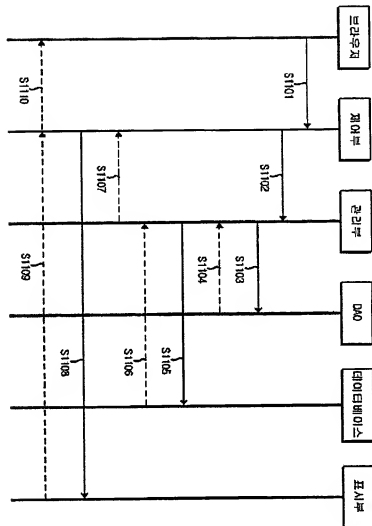 브라우저
제어부
관리부
DAO
데이터베이스
표시부
S1101
S1102
S1103
S1104
S1105
S1106
S1107
S1108
S1109
S1110